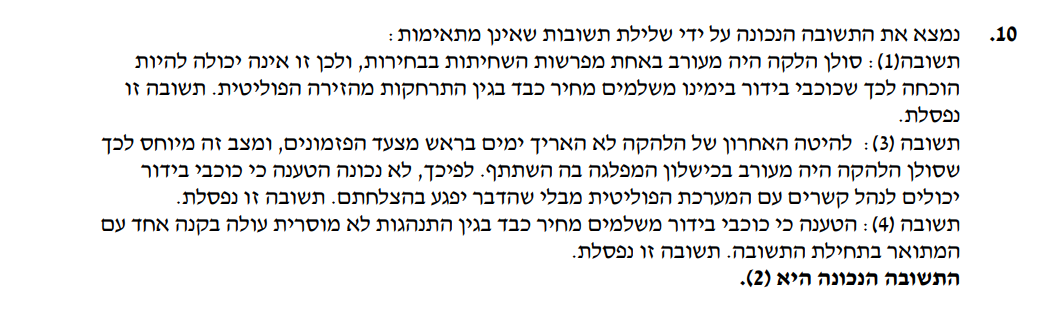 10. נמצא את התשובה הנכונה על ידי שלילת תשובות שאינן מתאימות :
תשובה(1) : סולן הלקה היה מעורב באחת מפרשות השחיתות בבחירות, ולכן זו אינה יכולה להיות
הוכחה לכך שכוכבי בידור בימינו משלמים מחיר כבד בגין התרחקות מהזירה הפוליטית. תשובה זו
נפסלת.
תשובה (3) : להיטה האחרון של הלהקה לא האריך ימים בראש מצעד הפזמונים, ומצב זה מיוחס לכך
שסולן הלהקה היה מעורב בכישלון המפלגה בה השתתף. לפיכך, לא נכונה הטענה כי כוכבי בידור
יכולים לנהל קשרים עם המערכת הפוליטית מבלי שהדבר יפגע בהצלחתם. תשובה זו נפסלת.
תשובה (4) : הטענה כי כוכבי בידור משלמים מחיר כבד בגין התנהגות לא מוסרית עולה בקנה אחד עם
המתואר בתחילת התשובה. תשובה זו נפסלת.
התשובה הנכונה היא (2).